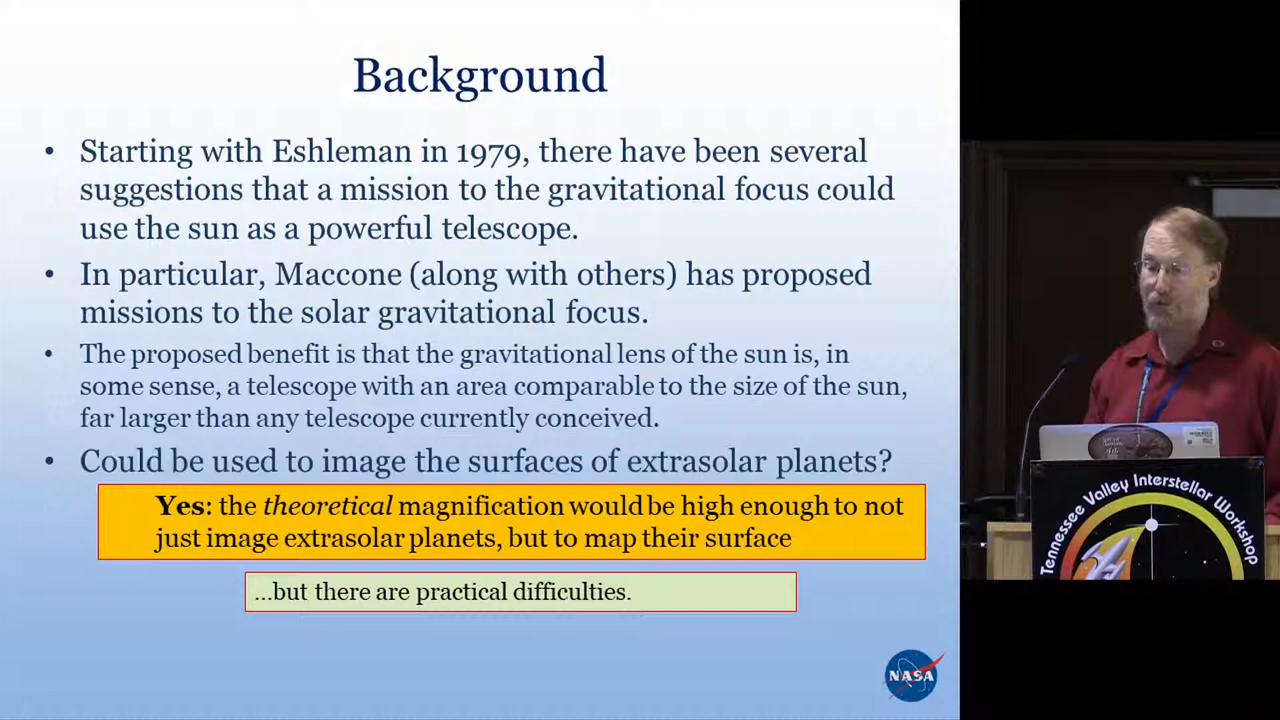 Background
• Starting with Eshleman in 1979, there have been several
suggestions that a mission to the gravitational focus could
use the sun as a powerful telescope.
• In particular, Maccone (along with others) has proposed
missions to the solar gravitational focus.
• The proposed benefit is that the gravitational lens of the sun is, in
some sense, a telescope with an area comparable to the size of the sun,
far larger than any telescope currently conceived.
• Could be used to image the surfaces of extrasolar planets?
Yes: the theoretical magnification would be high enough to not
just image extrasolar planets, but to map their surface
...but there are practical difficulties.
NASA
Tennessee Valley Interstellar Workshop